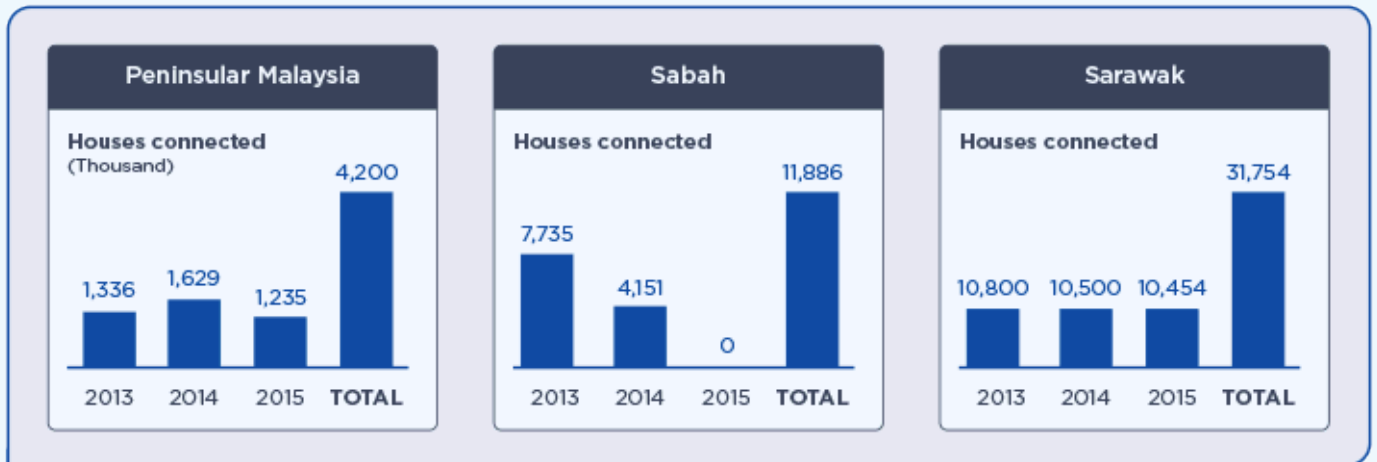 Peninsular Malaysia
Houses connected
(Thousand)
4,200
1,336
1,629
1,235
2013 2014 2015 TOTAL
Sabah
Houses connected
11,886
7,735
4,151
0
2013 2014 2015 TOTAL
Sarawak
Houses connected
31,754
10,800 10,500 10,454
2013 2014 2015 TOTAL